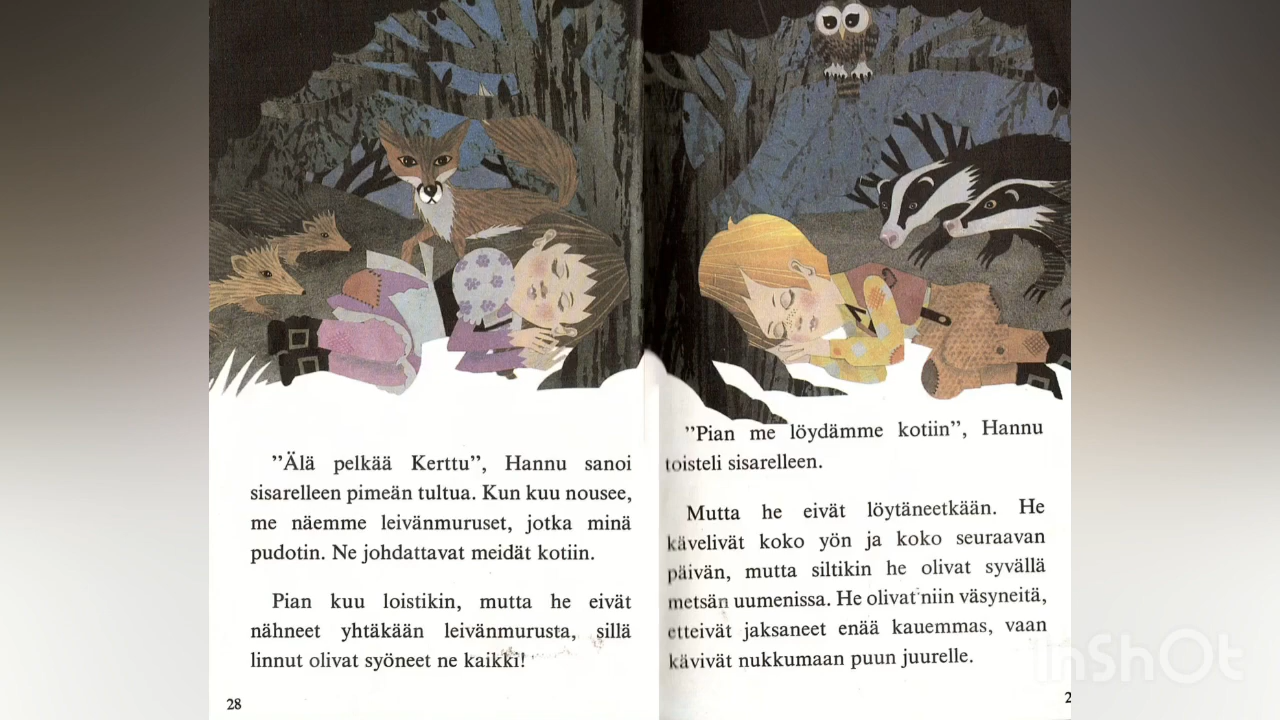 ”Älä pelkää Kerttu”, Hannu sanoi
sisarelleen pimeän tultua. Kun kuu nousee,
me näemme leivänmuruset, jotka minä
pudotin. Ne johdattavat meidät kotiin.
Pian kuu loistikin, mutta he eivät
nähneet yhtäkään leivänmurusta, sillä
linnut olivat syöneet ne kaikki!
28
”Pian me löydämme kotiin”, Hannu
toisteli sisarelleen.
Mutta he eivät löytäneetkään. He
kävelivät koko yön ja koko seuraavan
päivän, mutta siltikin he olivat syvällä
metsän uumenissa. He olivat niin väsyneitä,
etteivät jaksaneet enää kauemmas, vaan
kävivät nukkumaan puun juurelle.
2
InShOt